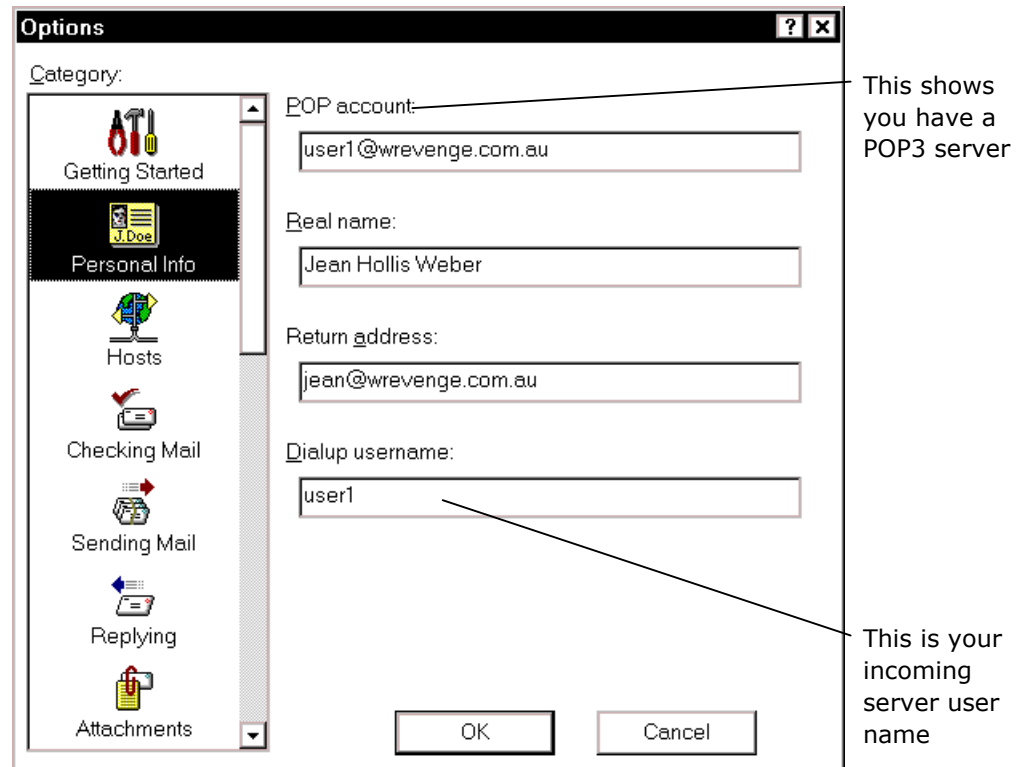 Options
Category:
Getting Started
J.Doe
Personal Info
Hosts
Checking Mail
Sending Mail
Replying
Attachments
POP account:
user1@wrevenge.com.au
Real name:
Jean Hollis Weber
Return address:
jean@wrevenge.com.au
Dialup username:
user1
OK
Cancel
This shows
you have a
POP3 server
This is your
incoming
server user
name